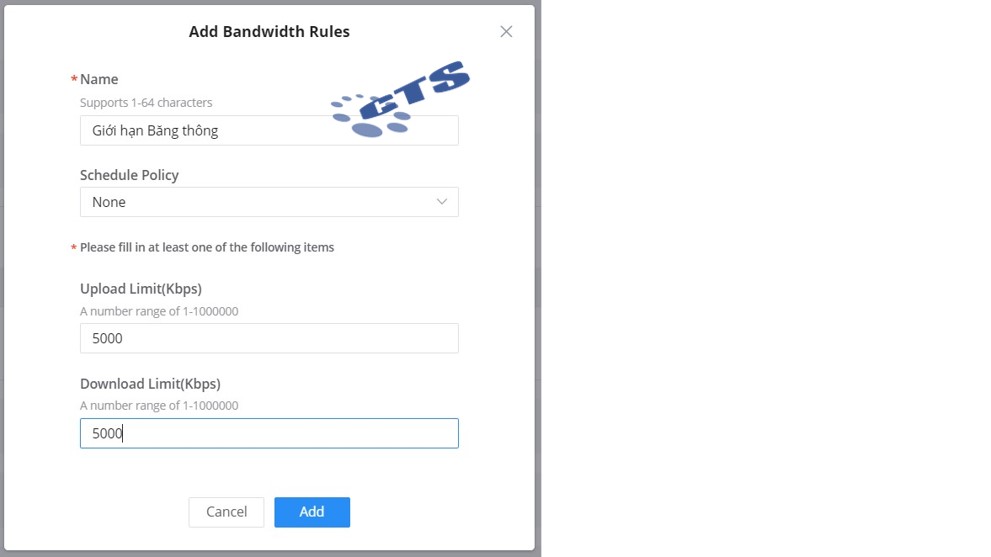 Add Bandwidth Rules
* Name
Supports 1-64 characters
GTS
Giới hạn Băng thông
Schedule Policy
None
* Please fill in at least one of the following items
Upload Limit(Kbps)
A number range of 1-1000000
5000
Download Limit(Kbps)
A number range of 1-1000000
5000
Cancel
Add